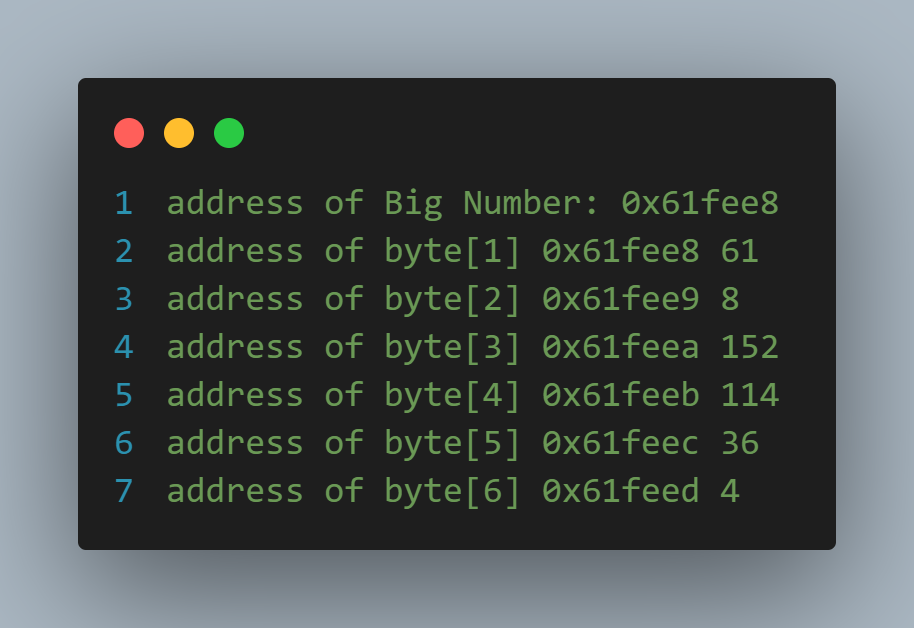 1 address of Big Number: 0x61fee8
2 address of byte[1] 0x61fee8 61
3 address of byte[2] 0x61fee9 8
4 address of byte[3] 0x61feea 152
5 address of byte[4] 0x61feeb 114
6 address of byte[5] 0x61feec 36
7 address of byte[6] 0x61feed 4